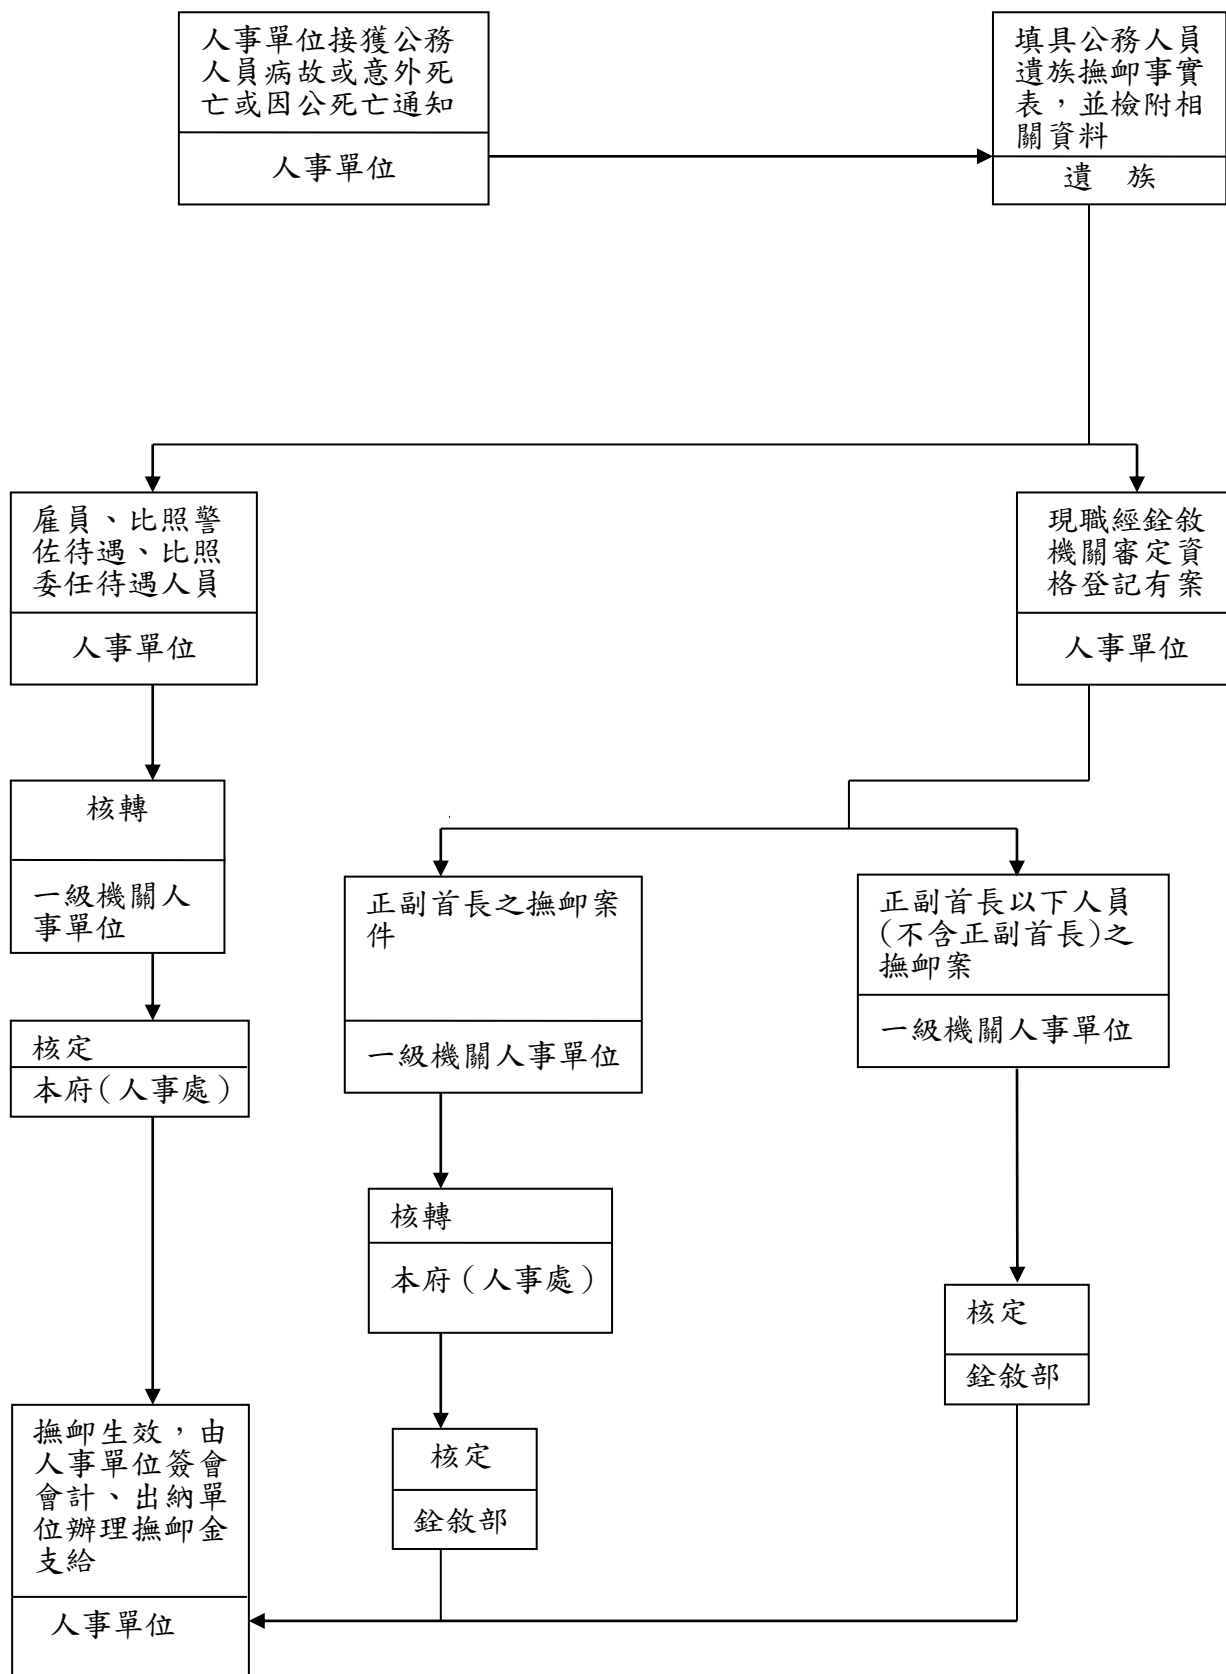 人事單位接獲公務
人員病故或意外死
亡或因公死亡通知
人事單位
填具公務人員
遺族撫卹事實
表，並檢附相
關資料
遺　族
雇員、比照警
佐待遇、比照
委任待遇人員
人事單位
現職經銓敘
機關審定資
格登記有案
人事單位
核轉
一級機關人
事單位
正副首長之撫卹案
件
一級機關人事單位
正副首長以下人員
(不含正副首長)之
撫卹案
一級機關人事單位
核定
本府(人事處)
核轉
本府(人事處)
核定
銓敘部
核定
銓敘部
撫卹生效，由
人事單位簽會
會計、出納單
位辦理撫卹金
支給
人事單位